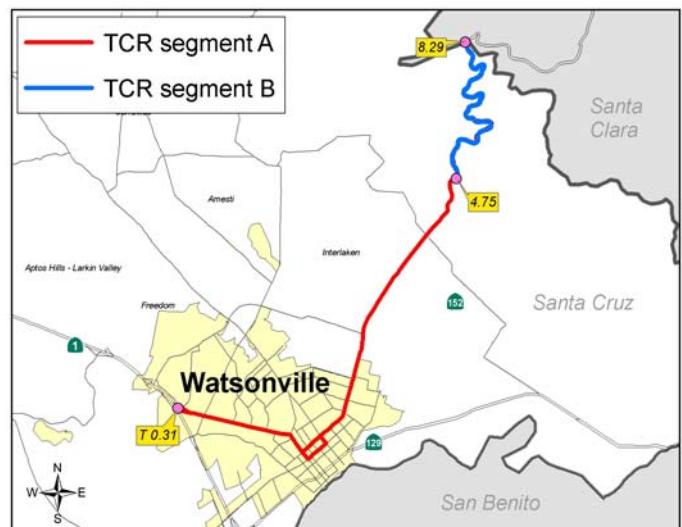 TCR segment A
TCR segment B
8.29
Santa
Clara
4.75
Amesti
Interlaken
Aptos Hills - Larkin Valley
152
Santa Cruz
Freedom
1
Watsonville
T 0.31
129
N
W E
S
San Benito